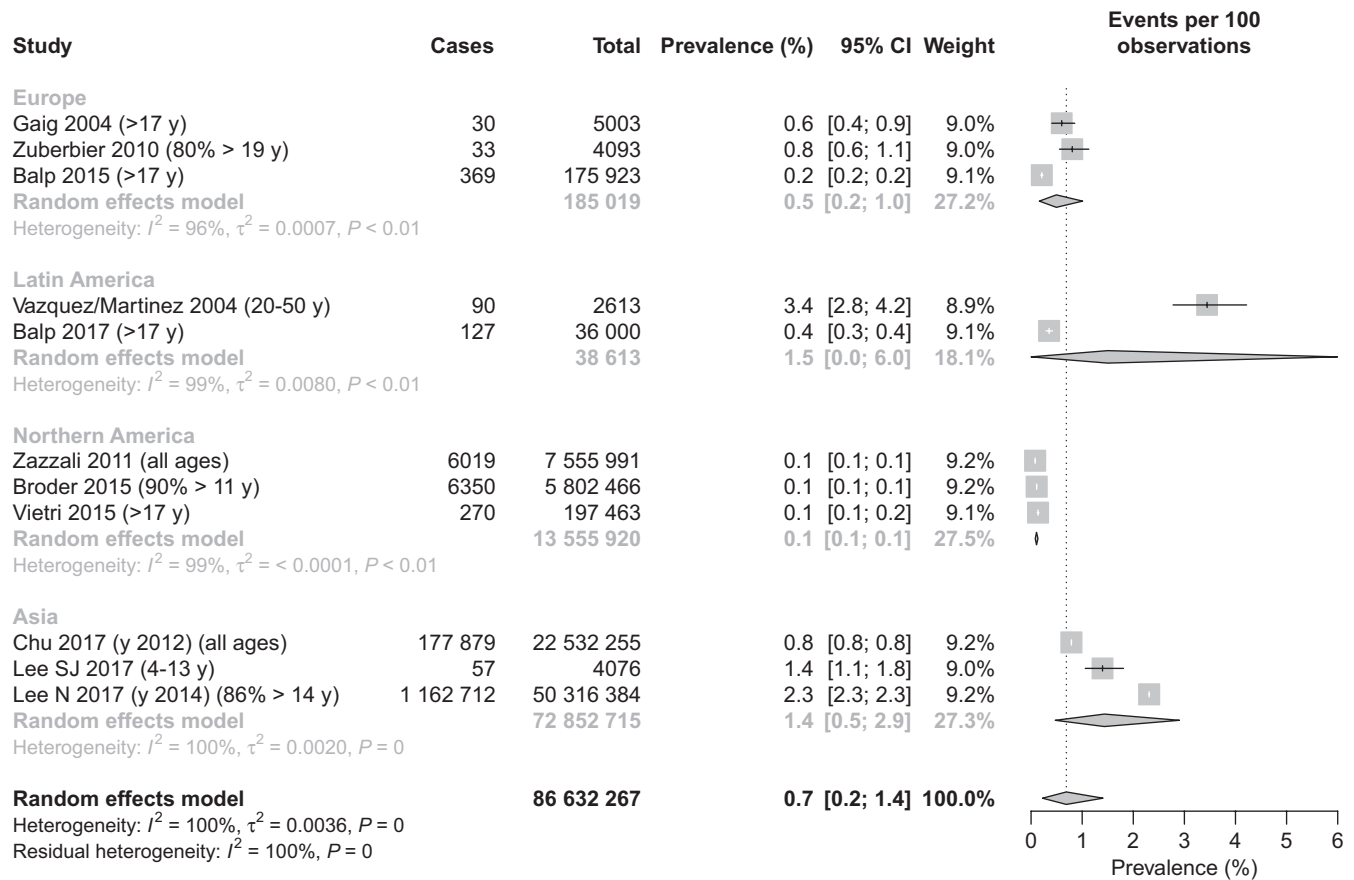 Study Cases Total Prevalence (%) 95% CI Weight Events per 100 observations
Europe
Gaig 2004 (>17 y) 30 5003 0.6 [0.4; 0.9] 9.0%
Zuberbier 2010 (80% > 19 y) 33 4093 0.8 [0.6; 1.1] 9.0%
Balp 2015 (>17 y) 369 175 923 0.2 [0.2; 0.2] 9.1%
Random effects model 185 019 0.5 [0.2; 1.0] 27.2%
Heterogeneity: I² = 96%, τ² = 0.0007, P < 0.01
Latin America
Vazquez/Martinez 2004 (20-50 y) 90 2613 3.4 [2.8; 4.2] 8.9%
Balp 2017 (>17 y) 127 36 000 0.4 [0.3; 0.4] 9.1%
Random effects model 38 613 1.5 [0.0; 6.0] 18.1%
Heterogeneity: I² = 99%, τ² = 0.0080, P < 0.01
Northern America
Zazzali 2011 (all ages) 6019 7 555 991 0.1 [0.1; 0.1] 9.2%
Broder 2015 (90% > 11 y) 6350 5 802 466 0.1 [0.1; 0.1] 9.2%
Vietri 2015 (>17 y) 270 197 463 0.1 [0.1; 0.2] 9.1%
Random effects model 13 555 920 0.1 [0.1; 0.1] 27.5%
Heterogeneity: I² = 99%, τ² = < 0.0001, P < 0.01
Asia
Chu 2017 (y 2012) (all ages) 177 879 22 532 255 0.8 [0.8; 0.8] 9.2%
Lee SJ 2017 (4-13 y) 57 4076 1.4 [1.1; 1.8] 9.0%
Lee N 2017 (y 2014) (86% > 14 y) 1 162 712 50 316 384 2.3 [2.3; 2.3] 9.2%
Random effects model 72 852 715 1.4 [0.5; 2.9] 27.3%
Heterogeneity: I² = 100%, τ² = 0.0020, P = 0
Random effects model 86 632 267 0.7 [0.2; 1.4] 100.0%
Heterogeneity: I² = 100%, τ² = 0.0036, P = 0
Residual heterogeneity: I² = 100%, P = 0
0 1 2 3 4 5 6
Prevalence (%)